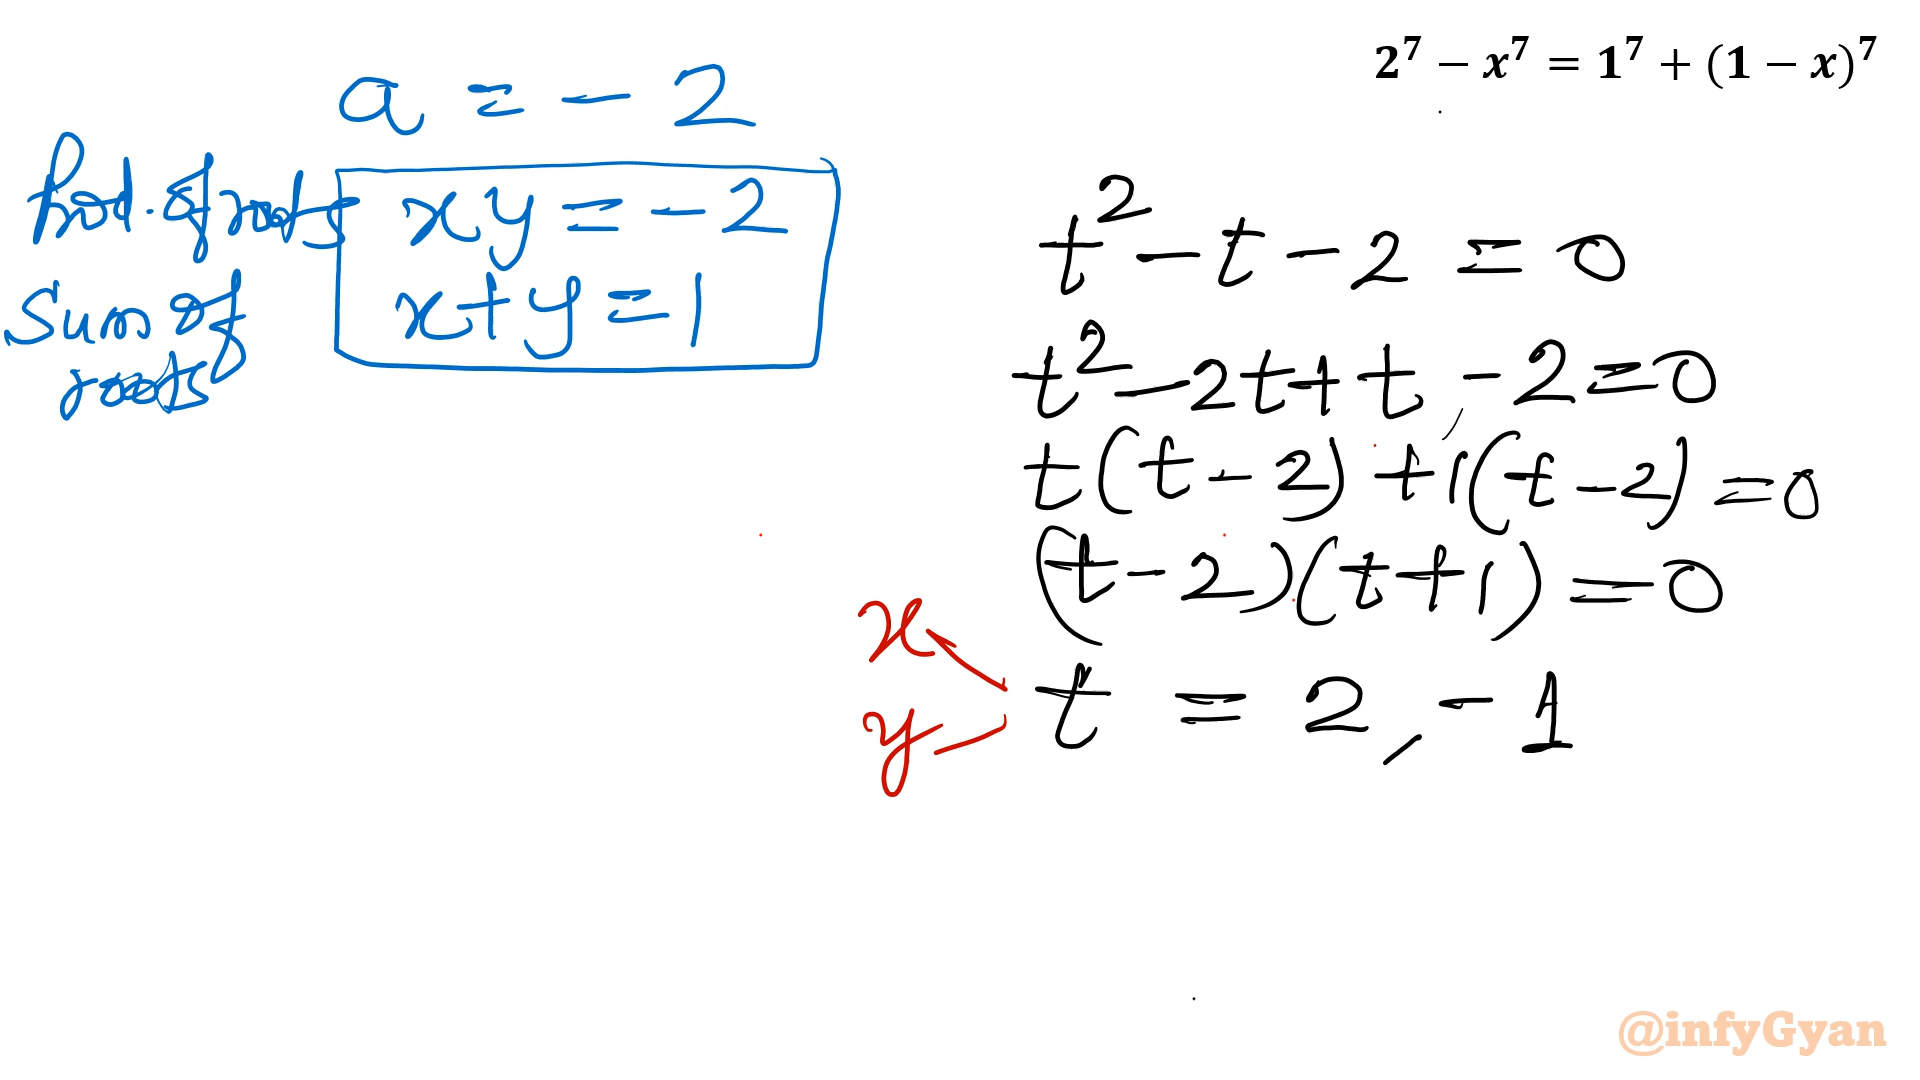 2⁷ − x⁷ = 1⁷ + (1 − x)⁷
a = − 2
Prod. of roots xy = − 2
Sum of roots x + y = 1
t² − t − 2 = 0
t² − 2t + t − 2 = 0
t(t − 2) + 1(t − 2) = 0
(t − 2)(t + 1) = 0
x
y
t = 2, − 1
@infyGyan